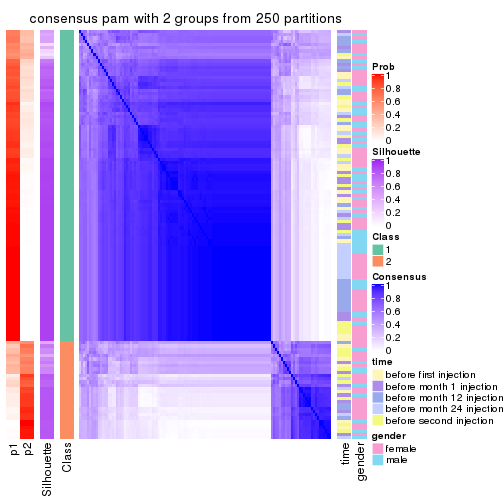 consensus pam with 2 groups from 250 partitions
Prob
1
0.8
0.6
0.4
0.2
0
Silhouette
1
0.8
0.6
0.4
0.2
0
Class
1
2
Consensus
1
0.8
0.6
0.4
0.2
0
time
before first injection
before month 1 injection
before month 12 injection
before month 24 injection
before second injection
gender
female
male
p1
p2
Silhouette
Class
time
gender